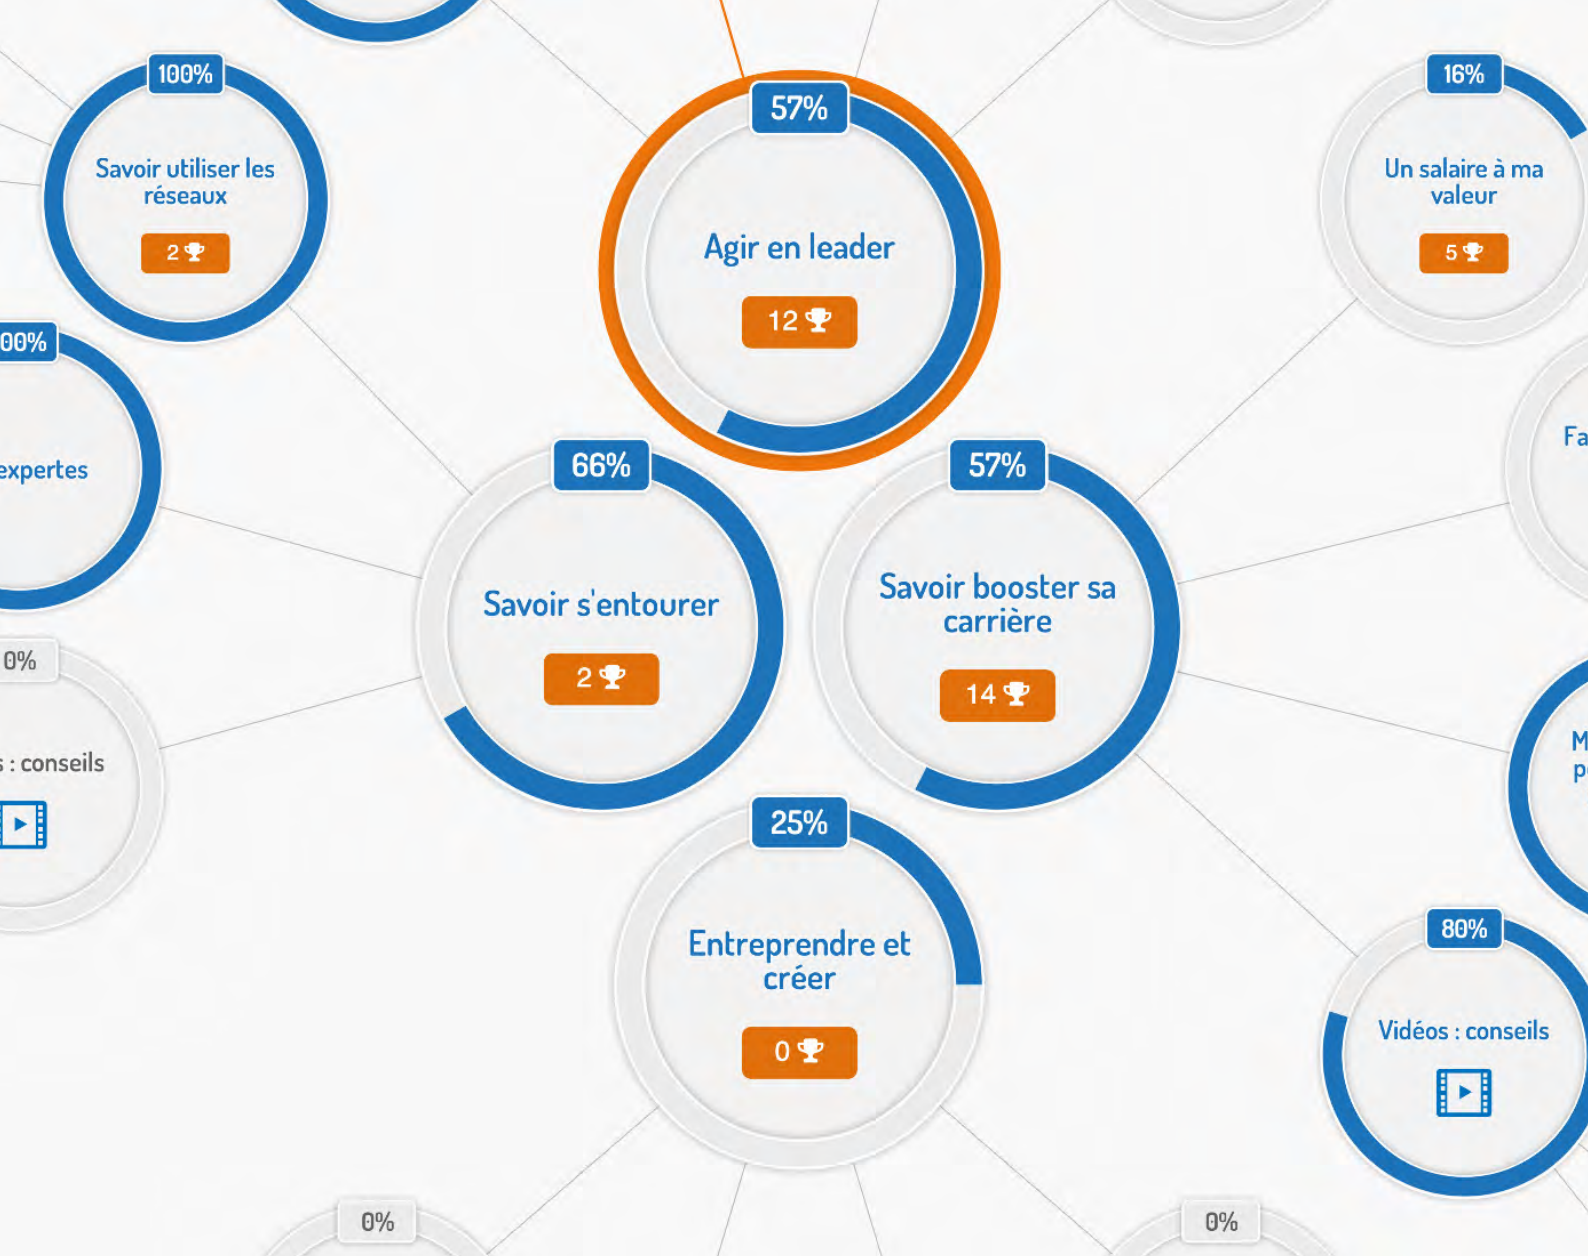 100%
Savoir utiliser les
réseaux
2
57%
Agir en leader
12
16%
Un salaire à ma
valeur
5
00%
expertes
66%
Savoir s'entourer
2
57%
Savoir booster sa
carrière
14
Fa
0%
s : conseils
25%
Entreprendre et
créer
0
M
p
80%
Vidéos : conseils
0%
0%